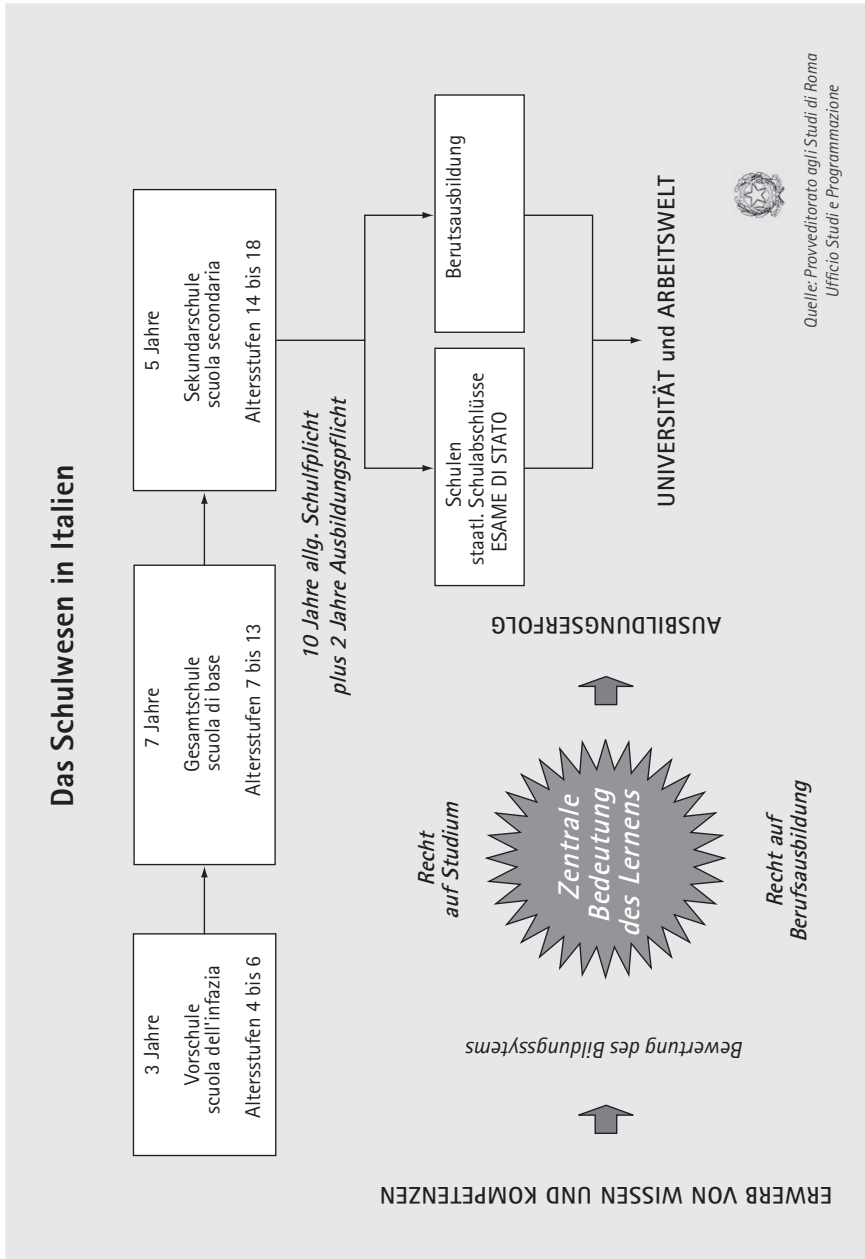 Das Schulwesen in Italien
3 Jahre
Vorschule
scuola dell'infazia
Altersstufen 4 bis 6
7 Jahre
Gesamtschule
scuola di base
Altersstufen 7 bis 13
5 Jahre
Sekundarschule
scuola secondaria
Altersstufen 14 bis 18
10 Jahre allg. Schulfplicht
plus 2 Jahre Ausbildungspflicht
Schulen
staatl. Schulabschlüsse
ESAME DI STATO
Berutsausbildung
UNIVERSITÄT und ARBEITSWELT
ERWERB VON WISSEN UND KOMPETENZEN
Bewertung des Bildungssytems
Recht
auf Studium
Zentrale
Bedeutung
des Lernens
Recht auf
Berufsausbildung
AUSBILDUNGSERFOLG
Quelle: Provveditorato agli Studi di Roma
Ufficio Studi e Programmazione